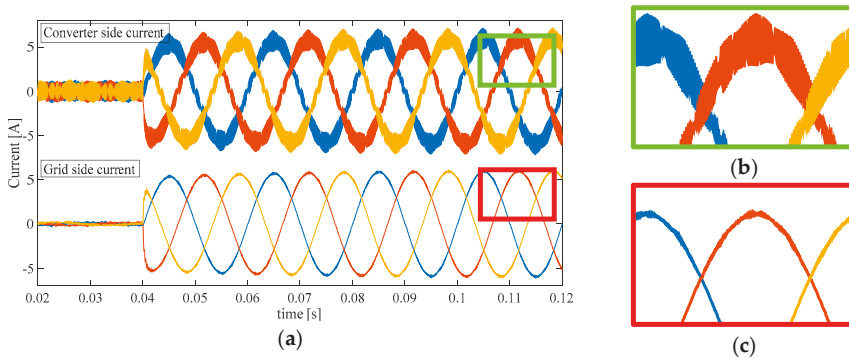 Converter side current
5
0
-5
Current [A]
Grid side current
5
0
-5
0.02 0.03 0.04 0.05 0.06 0.07 0.08 0.09 0.1 0.11 0.12
time [s]
(a)
(b)
(c)